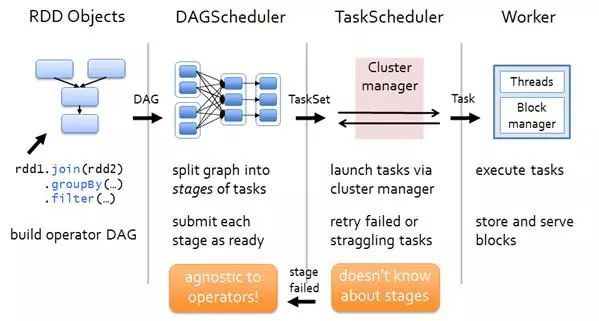 RDD Objects
DAGScheduler
TaskScheduler
Worker
DAG
TaskSet
Cluster
manager
Task
Threads
Block
manager
rdd1.join(rdd2)
.groupBy(…)
.filter(…)
build operator DAG
split graph into
stages of tasks
submit each
stage as ready
launch tasks via
cluster manager
retry failed or
straggling tasks
execute tasks
store and serve
blocks
agnostic to
operators!
stage
failed
doesn't know
about stages